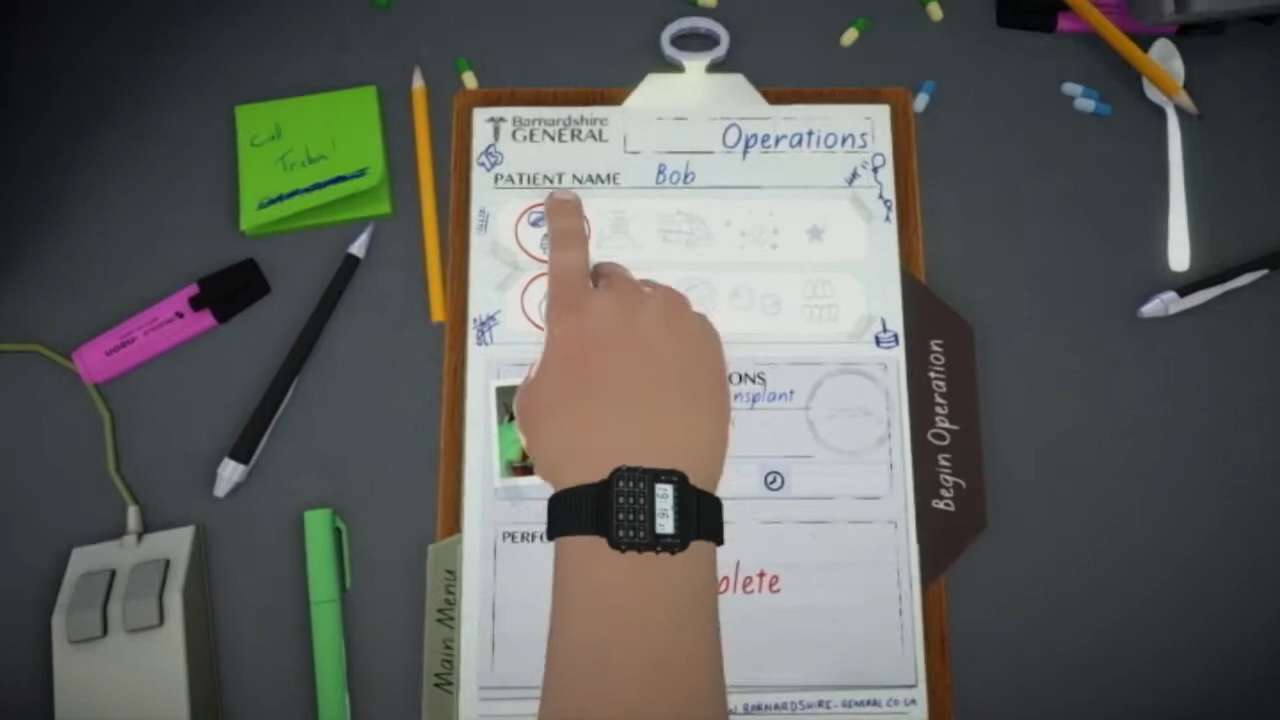 Barnardshire
GENERAL
Operations
PATIENT NAME Bob
Call
Trisha!
neon
ONS
nsplant
Begin Operation
PERFO
plete
Main Menu
BARNARDSHIRE-GENERAL.CO.UK